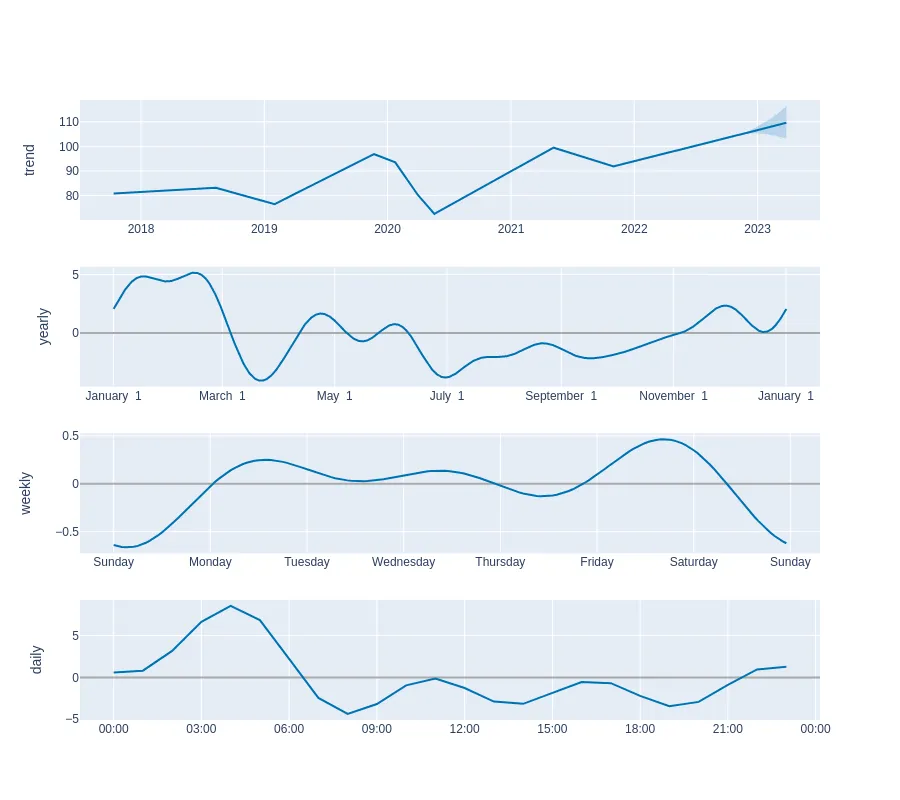 trend
110
100
90
80
2018 2019 2020 2021 2022 2023
yearly
5
0
January 1 March 1 May 1 July 1 September 1 November 1 January 1
weekly
0.5
0
−0.5
Sunday Monday Tuesday Wednesday Thursday Friday Saturday Sunday
daily
5
0
−5
00:00 03:00 06:00 09:00 12:00 15:00 18:00 21:00 00:00